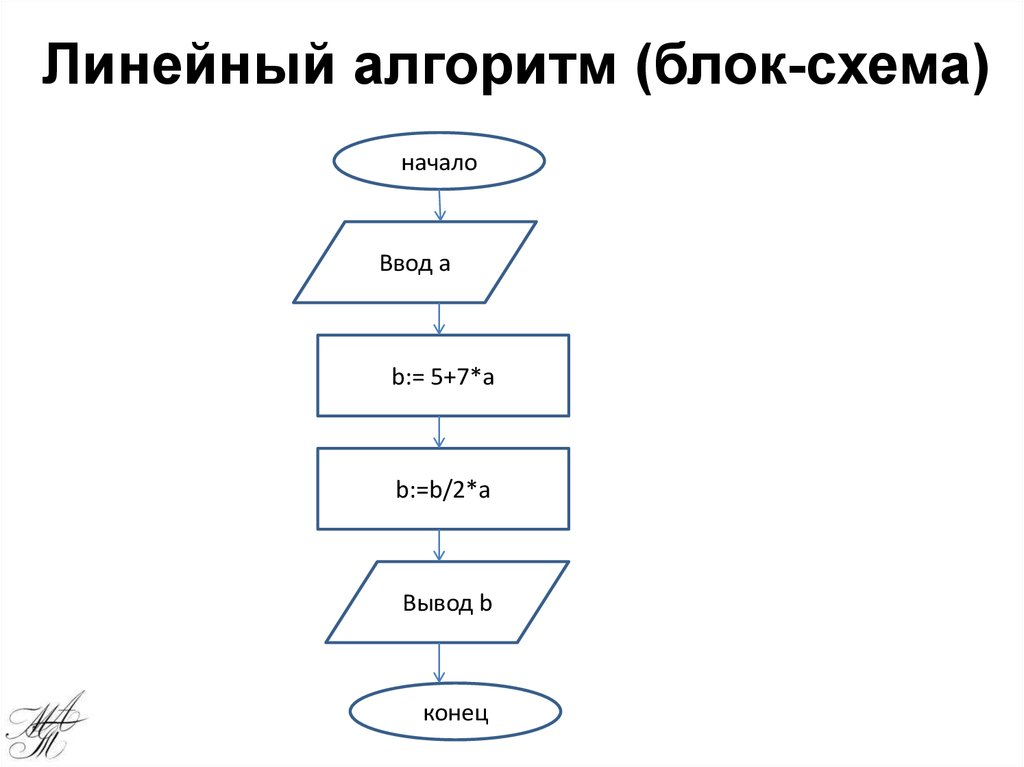 Линейный алгоритм (блок-схема)
начало
Ввод a
b:= 5+7*a
b:=b/2*a
Вывод b
конец